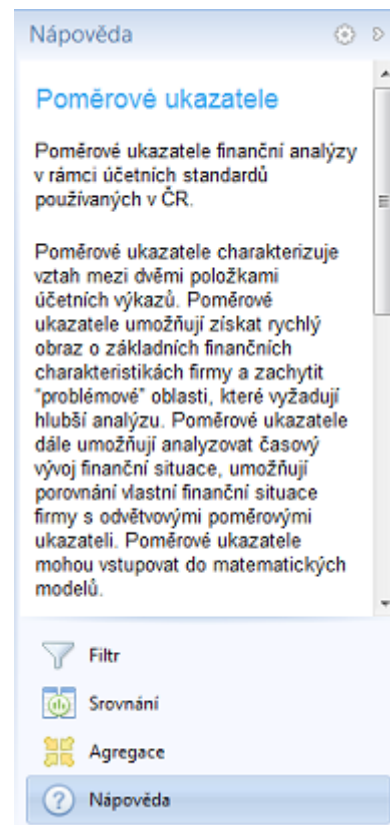 Nápověda
Poměrové ukazatele
Poměrové ukazatele finanční analýzy
v rámci účetních standardů
používaných v ČR.
Poměrové ukazatele charakterizuje
vztah mezi dvěmi položkami
účetních výkazů. Poměrové
ukazatele umožňují získat rychlý
obraz o základních finančních
charakteristikách firmy a zachytit
"problémové" oblasti, které vyžadují
hlubší analýzu. Poměrové ukazatele
dále umožňují analyzovat časový
vývoj finanční situace, umožňují
porovnání vlastní finanční situace
firmy s odvětvovými poměrovými
ukazateli. Poměrové ukazatele
mohou vstupovat do matematických
modelů.
Filtr
Srovnání
Agregace
Nápověda